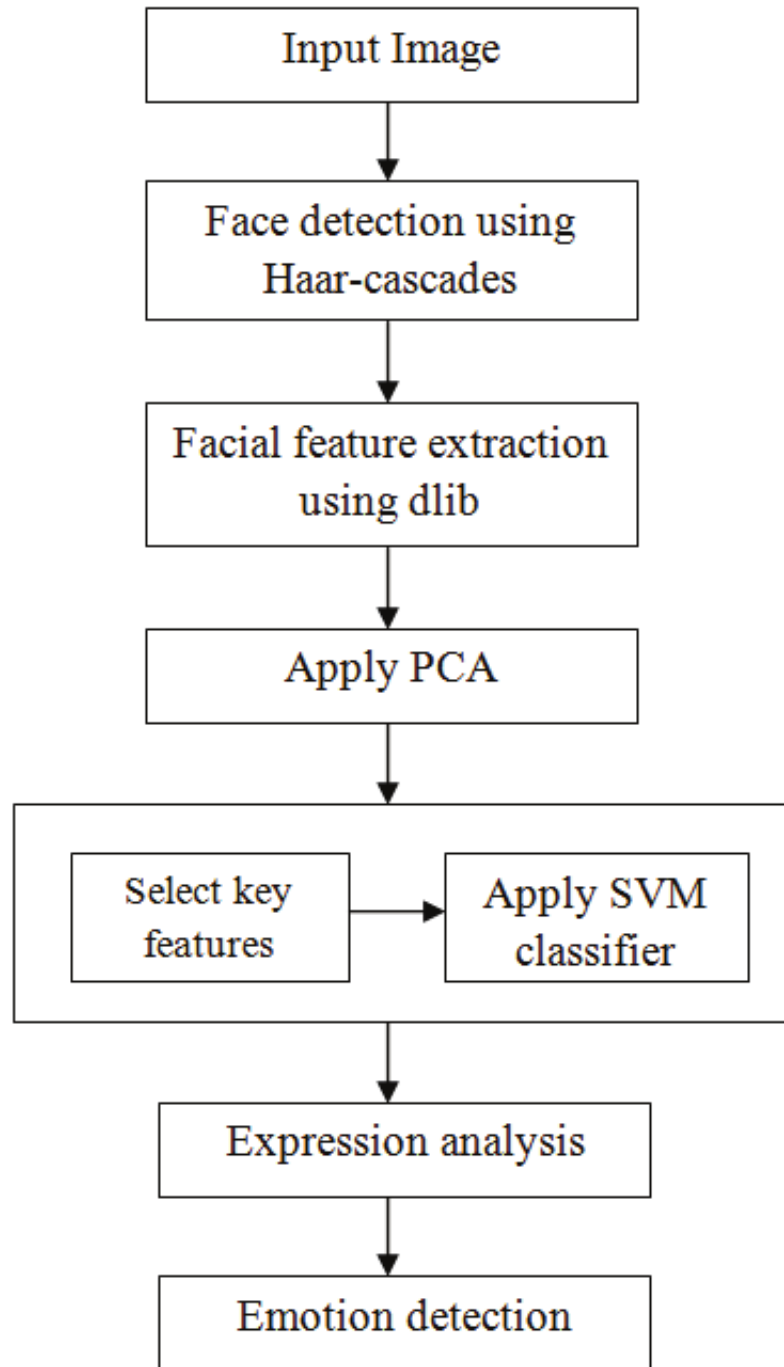 Input Image
Face detection using
Haar-cascades
Facial feature extraction
using dlib
Apply PCA
Select key
features
Apply SVM
classifier
Expression analysis
Emotion detection